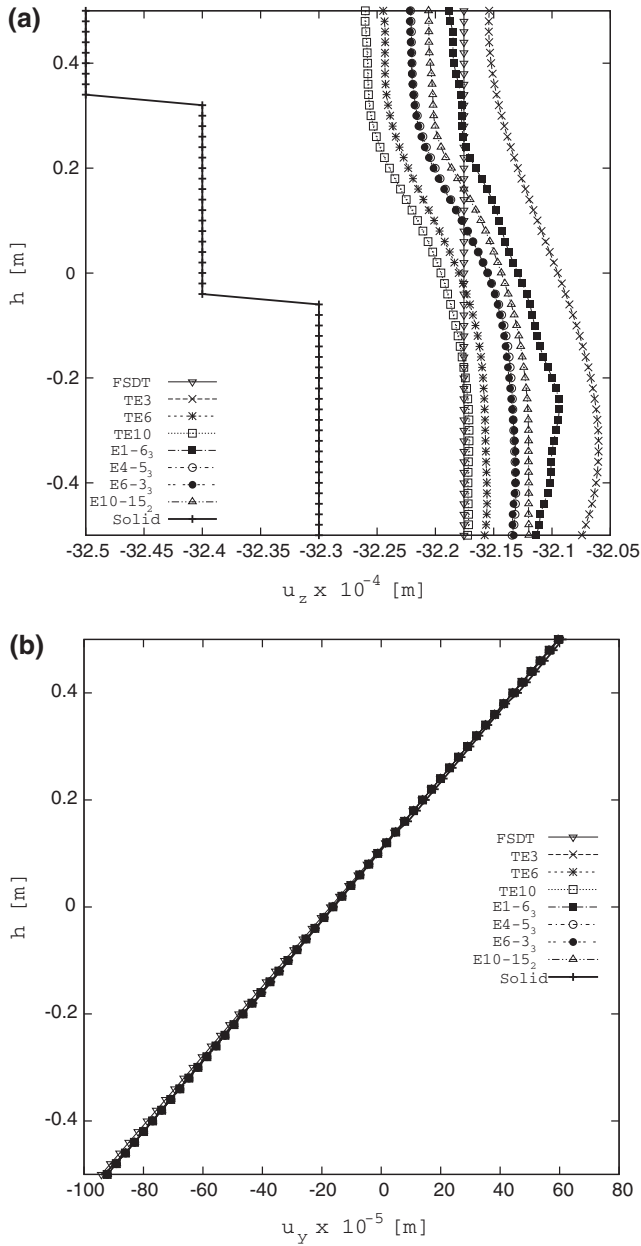 (a)
0.4
0.2
0
-0.2
-0.4
h [m]
FSDT
TE3
TE6
TE10
E1-6₃
E4-5₃
E6-3₃
E10-15₂
Solid
-32.5 -32.45 -32.4 -32.35 -32.3 -32.25 -32.2 -32.15 -32.1 -32.05
u_z x 10⁻⁴ [m]
(b)
0.4
0.2
0
-0.2
-0.4
h [m]
FSDT
TE3
TE6
TE10
E1-6₃
E4-5₃
E6-3₃
E10-15₂
Solid
-100 -80 -60 -40 -20 0 20 40 60 80
u_y x 10⁻⁵ [m]